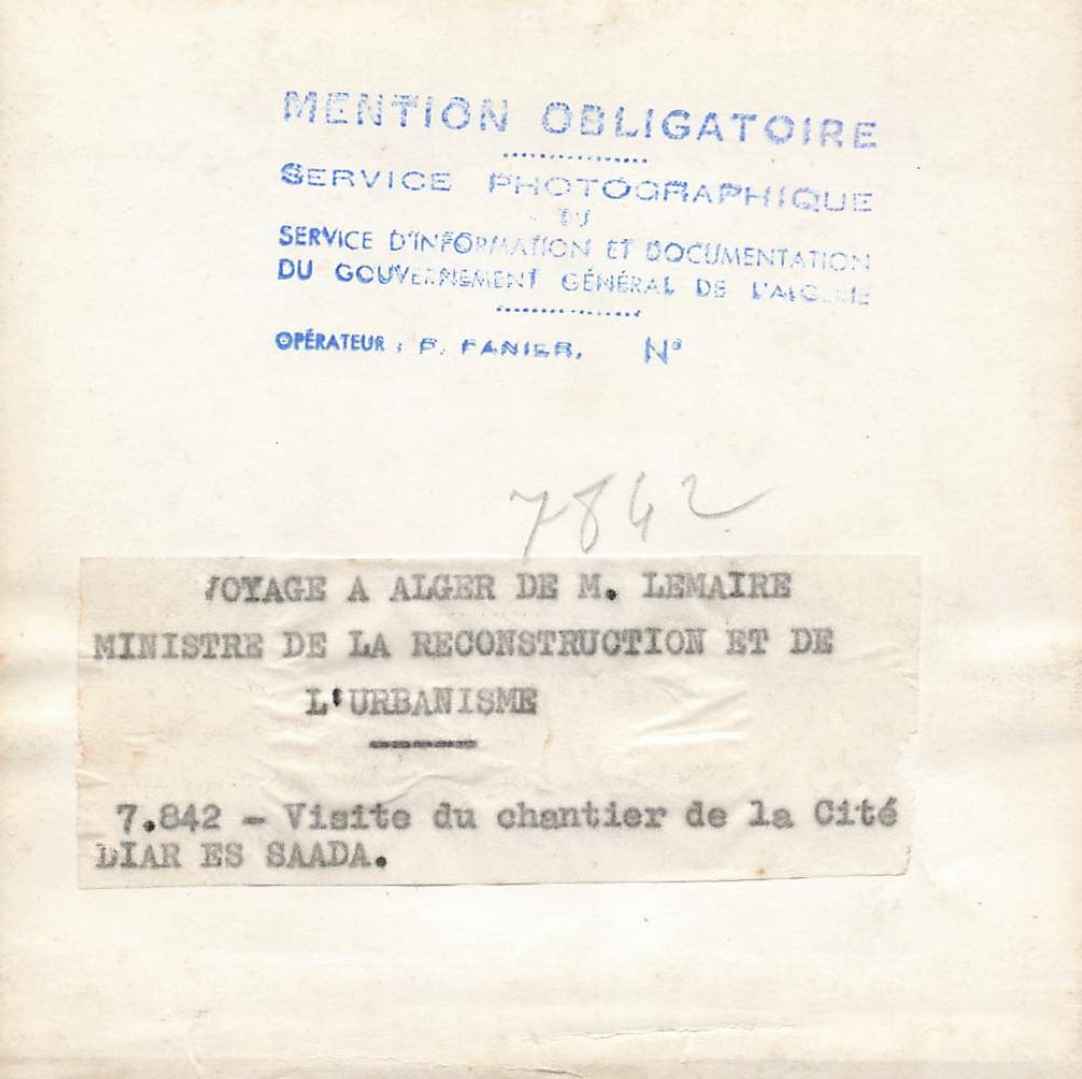 MENTION OBLIGATOIRE
SERVICE PHOTOGRAPHIQUE
DU
SERVICE D'INFORMATION ET DOCUMENTATION
DU GOUVERNEMENT GÉNÉRAL DE L'ALGÉRIE
OPÉRATEUR : P. FANIER, N°
7842
VOYAGE A ALGER DE M. LEMAIRE
MINISTRE DE LA RECONSTRUCTION ET DE
L'URBANISME
7.842 - Visite du chantier de la Cité
DIAR ES SAADA.